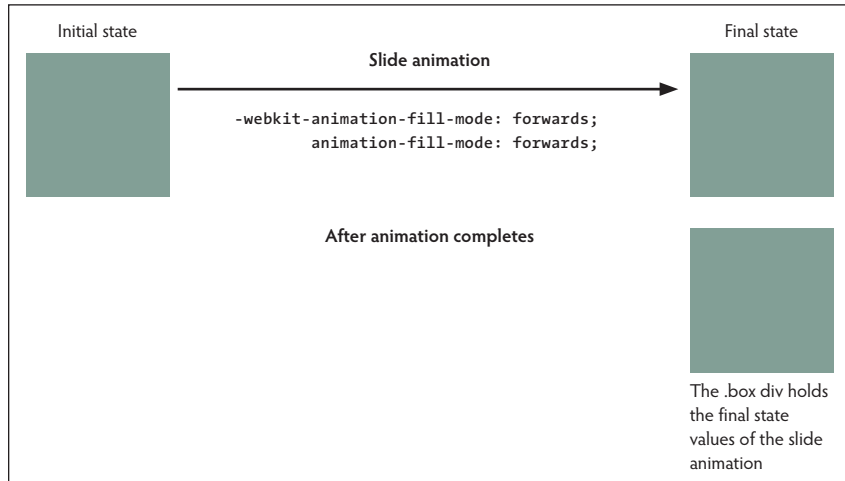 Initial state
Final state
Slide animation
-webkit-animation-fill-mode: forwards;
animation-fill-mode: forwards;
After animation completes
The .box div holds
the final state
values of the slide
animation